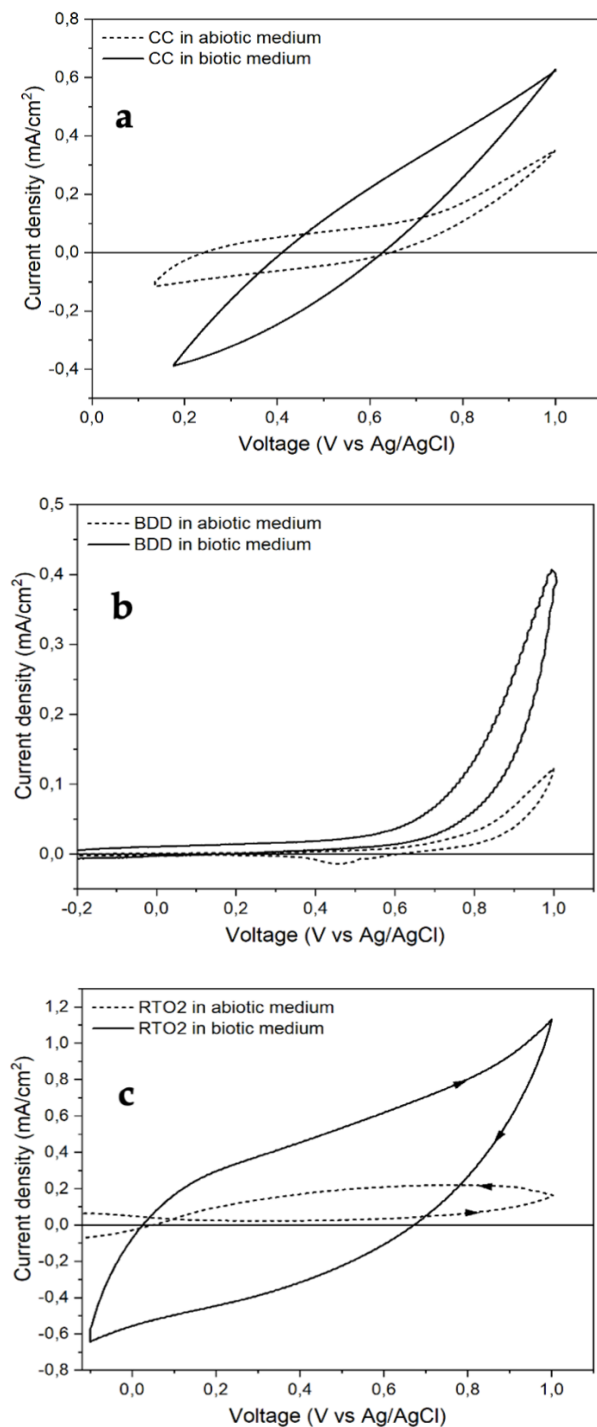 0,8
CC in abiotic medium
CC in biotic medium
0,6
a
0,4
0,2
0,0
-0,2
-0,4
Current density (mA/cm²)
0,0 0,2 0,4 0,6 0,8 1,0
Voltage (V vs Ag/AgCl)
0,5
BDD in abiotic medium
BDD in biotic medium
0,4
b
0,3
0,2
0,1
0,0
Current density (mA/cm²)
-0,2 0,0 0,2 0,4 0,6 0,8 1,0
Voltage (V vs Ag/AgCl)
RTO2 in abiotic medium
1,2
RTO2 in biotic medium
1,0
0,8
c
0,6
0,4
0,2
0,0
-0,2
-0,4
-0,6
-0,8
Current density (mA/cm²)
0,0 0,2 0,4 0,6 0,8 1,0
Voltage (V vs Ag/AgCl)